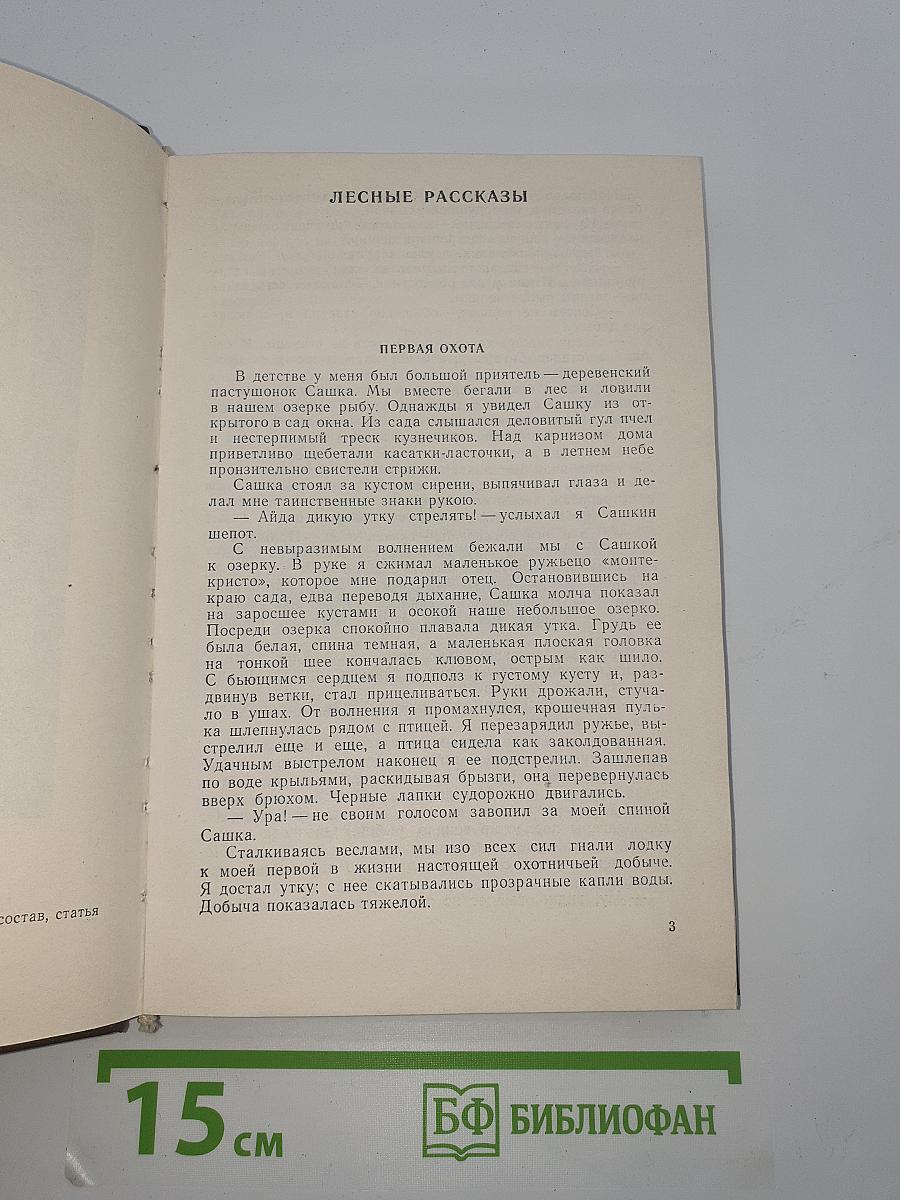 состав, статья
ЛЕСНЫЕ РАССКАЗЫ
ПЕРВАЯ ОХОТА
В детстве у меня был большой приятель — деревенский
пастушонок Сашка. Мы вместе бегали в лес и ловили
в нашем озерке рыбу. Однажды я увидел Сашку из от-
крытого в сад окна. Из сада слышался деловитый гул пчел
и нестерпимый треск кузнечиков. Над карнизом дома
приветливо щебетали касатки-ласточки, а в летнем небе
пронзительно свистели стрижи.
Сашка стоял за кустом сирени, выпячивал глаза и де-
лал мне таинственные знаки рукою.
— Айда дикую утку стрелять! — услыхал я Сашкин
шепот.
С невыразимым волнением бежали мы с Сашкой
к озерку. В руке я сжимал маленькое ружьецо «монте-
кристо», которое мне подарил отец. Остановившись на
краю сада, едва переводя дыхание, Сашка молча показал
на заросшее кустами и осокой наше небольшое озерко.
Посреди озерка спокойно плавала дикая утка. Грудь ее
была белая, спина темная, а маленькая плоская головка
на тонкой шее кончалась клювом, острым как шило.
С бьющимся сердцем я подполз к густому кусту и, раз-
двинув ветки, стал прицеливаться. Руки дрожали, стуча-
ло в ушах. От волнения я промахнулся, крошечная пуль-
ка шлепнулась рядом с птицей. Я перезарядил ружье, вы-
стрелил еще и еще, а птица сидела как заколдованная.
Удачным выстрелом наконец я ее подстрелил. Зашлепав
по воде крыльями, раскидывая брызги, она перевернулась
вверх брюхом. Черные лапки судорожно двигались.
— Ура! — не своим голосом завопил за моей спиной
Сашка.
Сталкиваясь веслами, мы изо всех сил гнали лодку
к моей первой в жизни настоящей охотничьей добыче.
Я достал утку; с нее скатывались прозрачные капли воды.
Добыча показалась тяжелой.
3
15 см
БФ БИБЛИОФАН